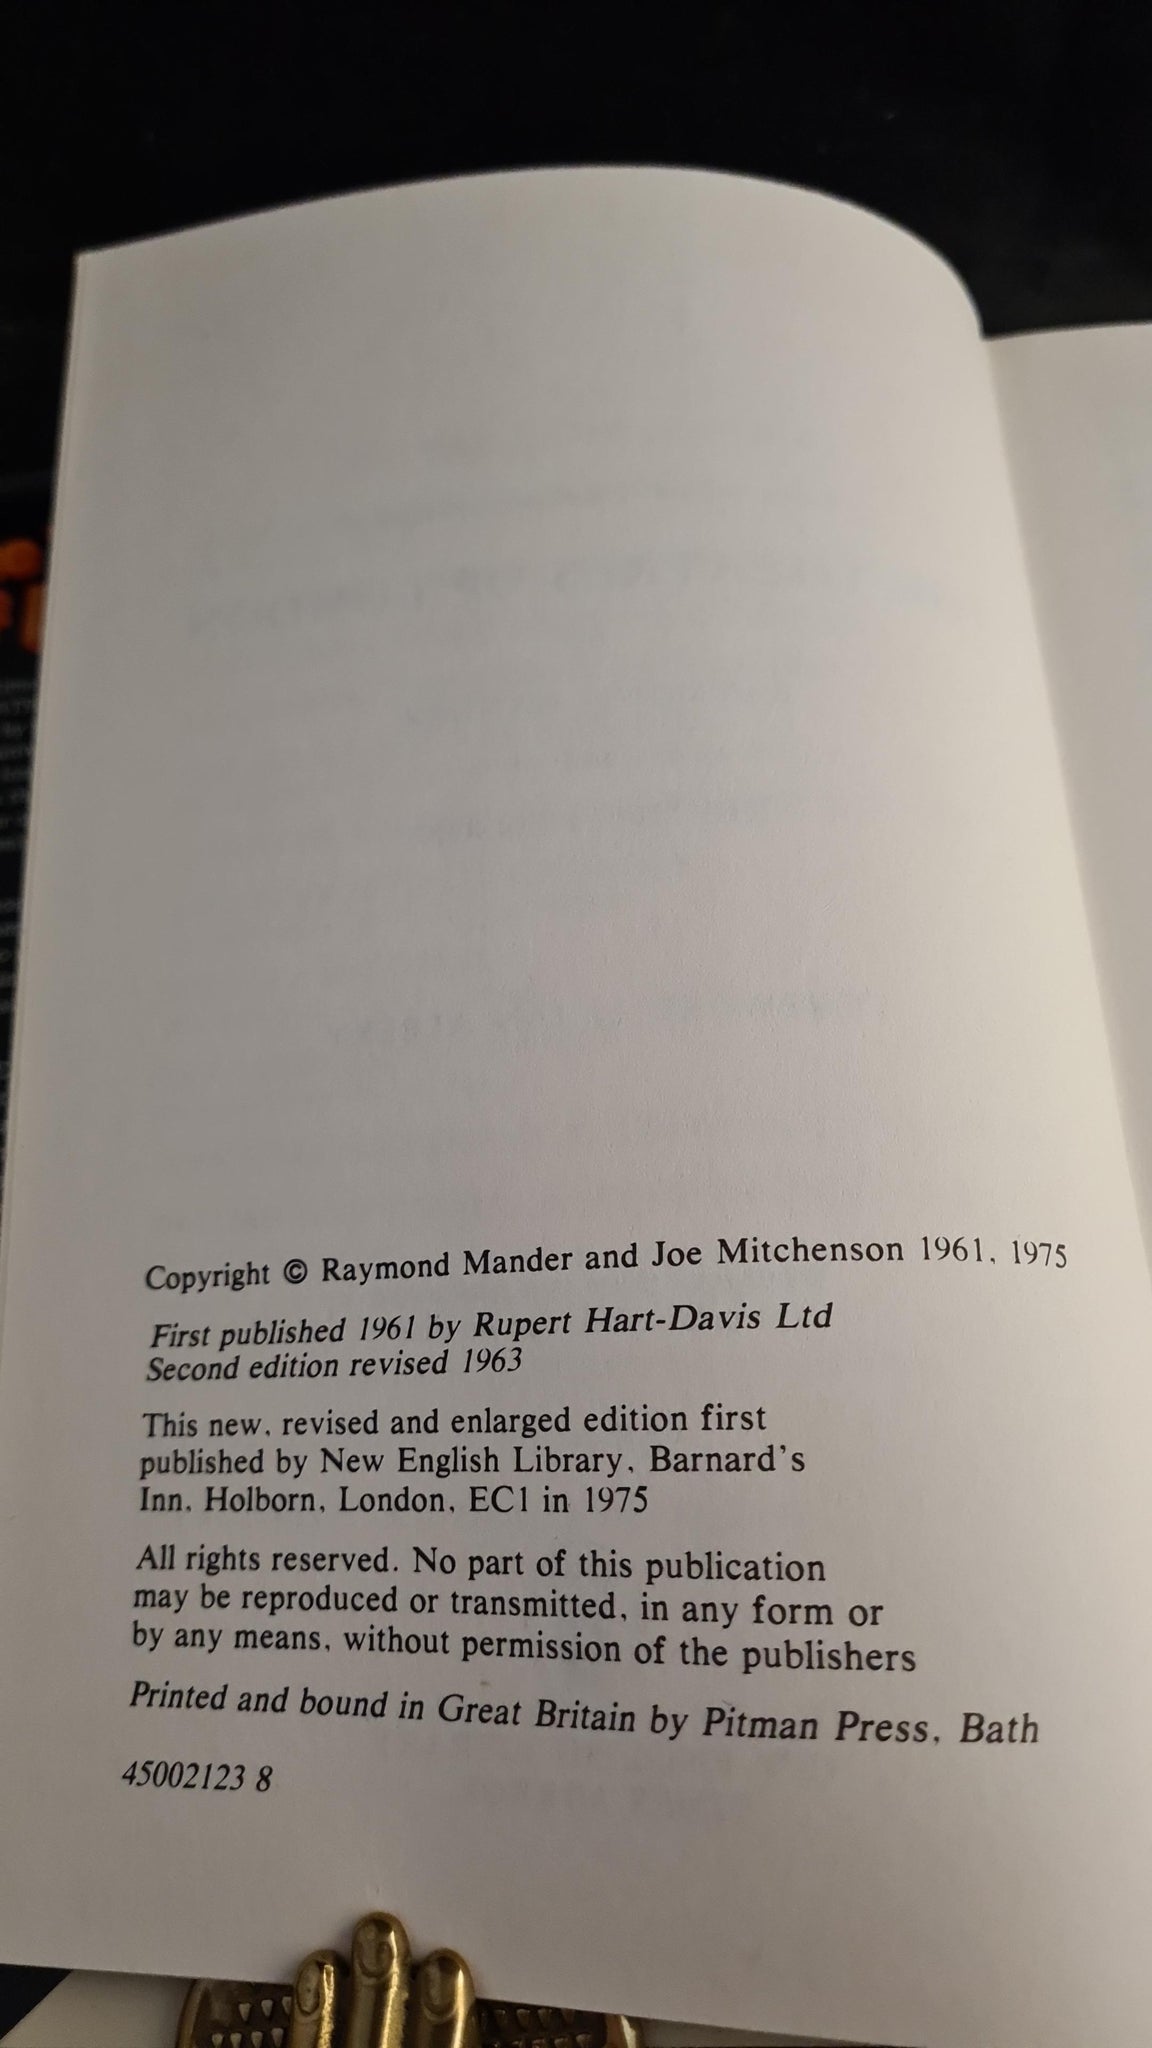 Copyright © Raymond Mander and Joe Mitchenson 1961, 1975
First published 1961 by Rupert Hart-Davis Ltd
Second edition revised 1963
This new, revised and enlarged edition first
published by New English Library, Barnard's
Inn, Holborn, London, EC1 in 1975
All rights reserved. No part of this publication
may be reproduced or transmitted, in any form or
by any means, without permission of the publishers
Printed and bound in Great Britain by Pitman Press, Bath
45002123 8